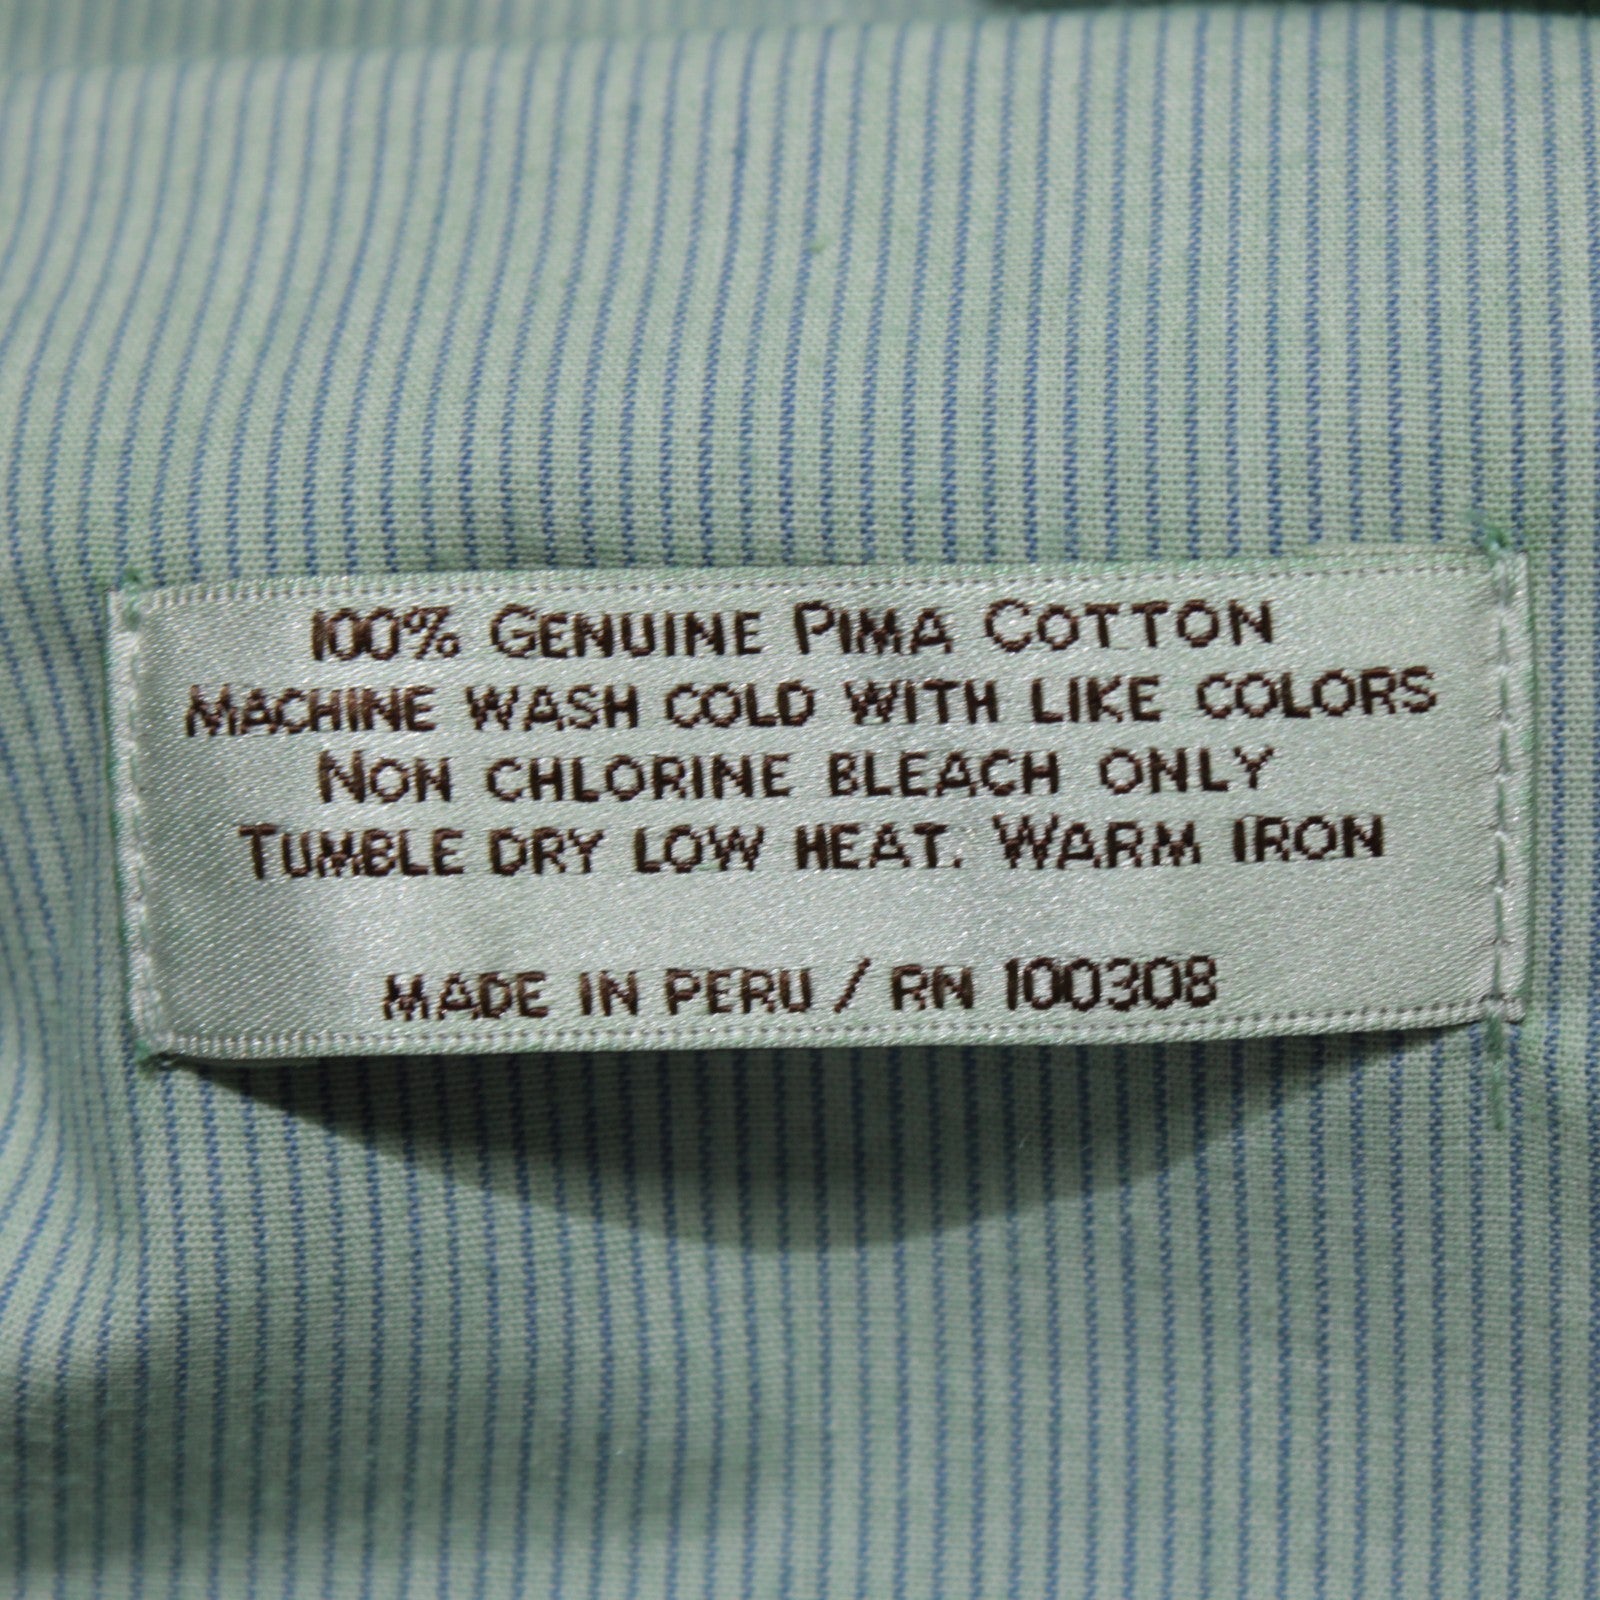 100% GENUINE PIMA COTTON
MACHINE WASH COLD WITH LIKE COLORS
NON CHLORINE BLEACH ONLY
TUMBLE DRY LOW HEAT. WARM IRON
MADE IN PERU / RN 100308